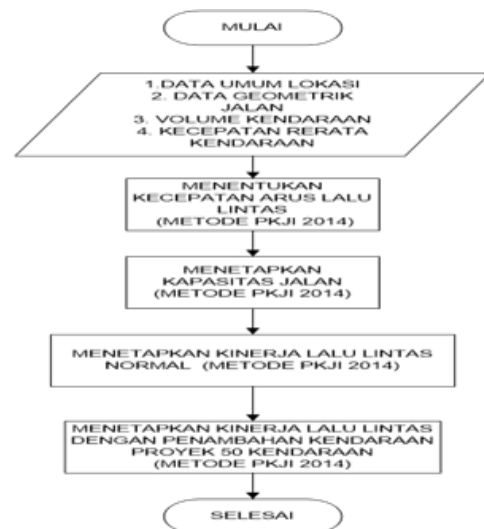 MULAI
1.DATA UMUM LOKASI
2. DATA GEOMETRIK
JALAN
3. VOLUME KENDARAAN
4. KECEPATAN RERATA
KENDARAAN
MENENTUKAN
KECEPATAN ARUS LALU
LINTAS
(METODE PKJI 2014)
MENETAPKAN
KAPASITAS JALAN
(METODE PKJI 2014)
MENETAPKAN KINERJA LALU LINTAS
NORMAL (METODE PKJI 2014)
MENETAPKAN KINERJA LALU LINTAS
DENGAN PENAMBAHAN KENDARAAN
PROYEK 50 KENDARAAN
(METODE PKJI 2014)
SELESAI